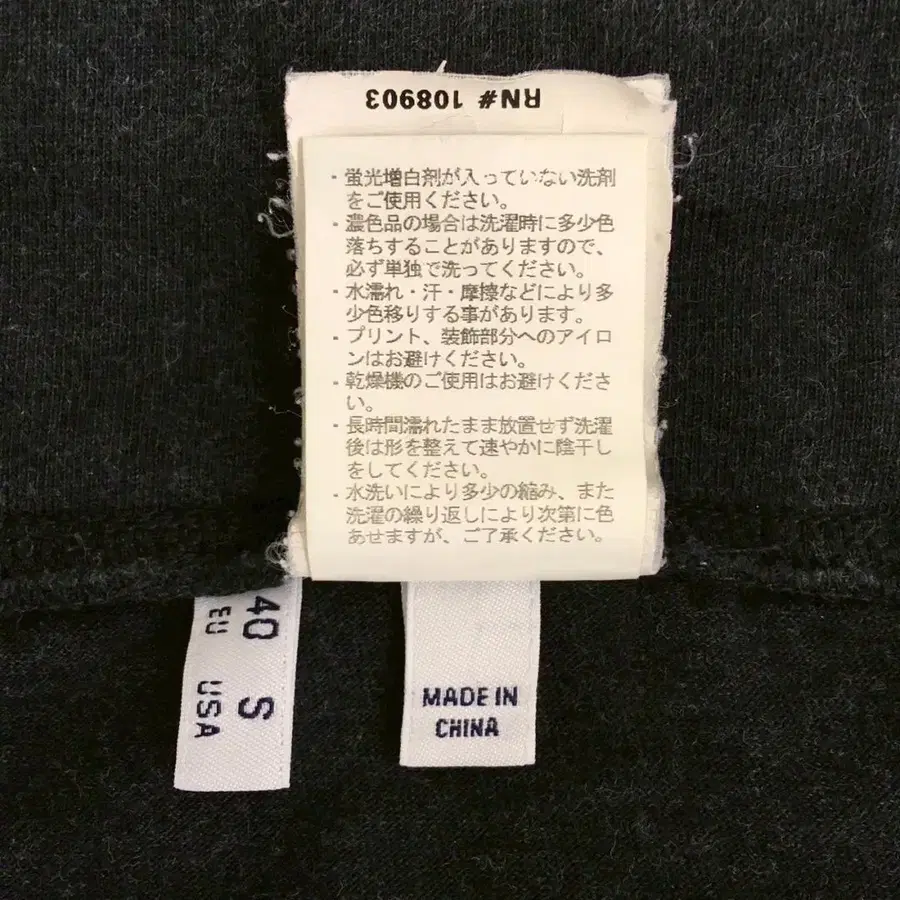 RN# 108903
・蛍光増白剤が入っていない洗剤
をご使用ください。
・濃色品の場合は洗濯時に多少色
落ちすることがありますので、
必ず単独で洗ってください。
・水濡れ・汗・摩擦などにより多
少色移りする事があります。
・プリント、装飾部分へのアイロ
ンはお避けください。
・乾燥機のご使用はお避けくださ
い。
・長時間濡れたまま放置せず洗濯
後は形を整えて速やかに陰干し
をしてください。
・水洗いにより多少の縮み、また
洗濯の繰り返しにより次第に色
あせますが、ご了承ください。
40 S
EU USA
MADE IN
CHINA